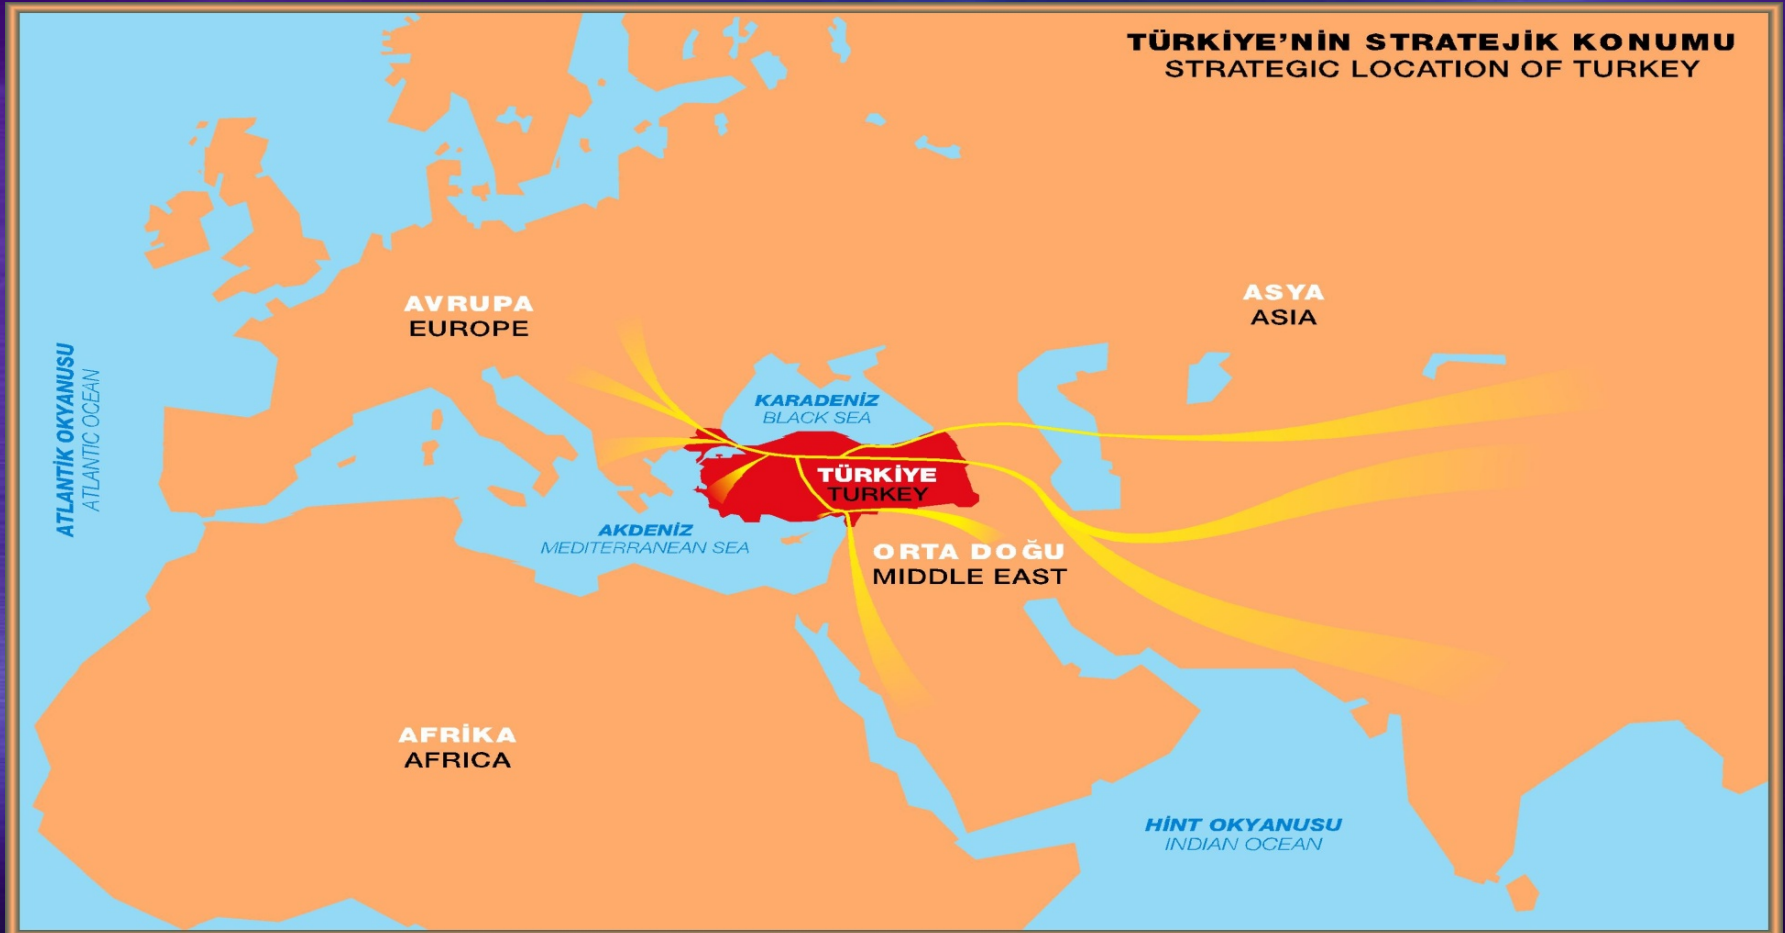 TÜRKİYE'NİN STRATEJİK KONUMU
STRATEGIC LOCATION OF TURKEY
ASYA
ASIA
AVRUPA
EUROPE
ATLANTİK OKYANUSU
ATLANTIC OCEAN
KARADENİZ
BLACK SEA
TÜRKİYE
TURKEY
AKDENİZ
MEDITERRANEAN SEA
ORTA DOĞU
MIDDLE EAST
AFRİKA
AFRICA
HİNT OKYANUSU
INDIAN OCEAN